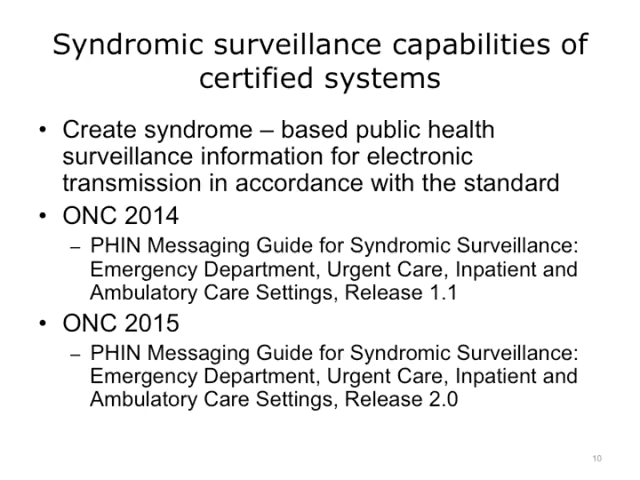 Syndromic surveillance capabilities of
certified systems
• Create syndrome – based public health
surveillance information for electronic
transmission in accordance with the standard
• ONC 2014
– PHIN Messaging Guide for Syndromic Surveillance:
Emergency Department, Urgent Care, Inpatient and
Ambulatory Care Settings, Release 1.1
• ONC 2015
– PHIN Messaging Guide for Syndromic Surveillance:
Emergency Department, Urgent Care, Inpatient and
Ambulatory Care Settings, Release 2.0
10